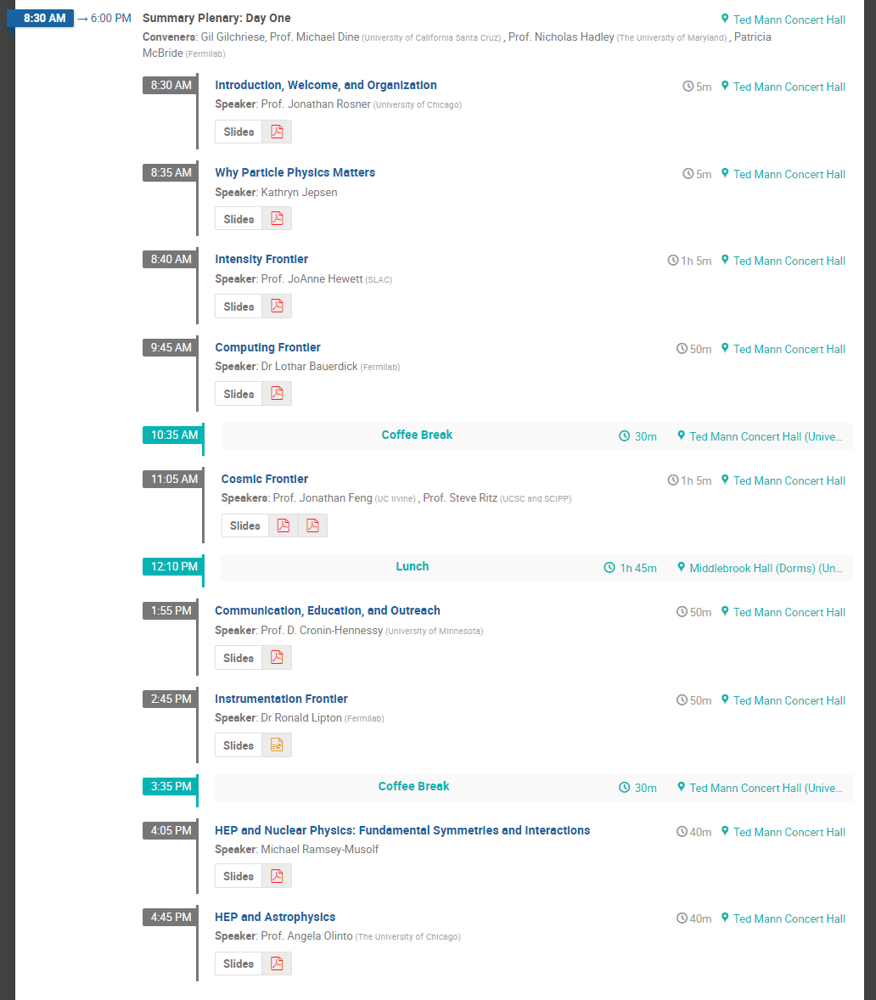 8:30 AM → 6:00 PM Summary Plenary: Day One Ted Mann Concert Hall
Conveners: Gil Gilchriese, Prof. Michael Dine (University of California Santa Cruz) , Prof. Nicholas Hadley (The University of Maryland) , Patricia
McBride (Fermilab)
8:30 AM Introduction, Welcome, and Organization 5m Ted Mann Concert Hall
Speaker: Prof. Jonathan Rosner (University of Chicago)
Slides
8:35 AM Why Particle Physics Matters 5m Ted Mann Concert Hall
Speaker: Kathryn Jepsen
Slides
8:40 AM Intensity Frontier 1h 5m Ted Mann Concert Hall
Speaker: Prof. JoAnne Hewett (SLAC)
Slides
9:45 AM Computing Frontier 50m Ted Mann Concert Hall
Speaker: Dr Lothar Bauerdick (Fermilab)
Slides
10:35 AM Coffee Break 30m Ted Mann Concert Hall (Unive...
11:05 AM Cosmic Frontier 1h 5m Ted Mann Concert Hall
Speakers: Prof. Jonathan Feng (UC Irvine) , Prof. Steve Ritz (UCSC and SCIPP)
Slides
12:10 PM Lunch 1h 45m Middlebrook Hall (Dorms) (Un...
1:55 PM Communication, Education, and Outreach 50m Ted Mann Concert Hall
Speaker: Prof. D. Cronin-Hennessy (University of Minnesota)
Slides
2:45 PM Instrumentation Frontier 50m Ted Mann Concert Hall
Speaker: Dr Ronald Lipton (Fermilab)
Slides
3:35 PM Coffee Break 30m Ted Mann Concert Hall (Unive...
4:05 PM HEP and Nuclear Physics: Fundamental Symmetries and Interactions 40m Ted Mann Concert Hall
Speaker: Michael Ramsey-Musolf
Slides
4:45 PM HEP and Astrophysics 40m Ted Mann Concert Hall
Speaker: Prof. Angela Olinto (The University of Chicago)
Slides